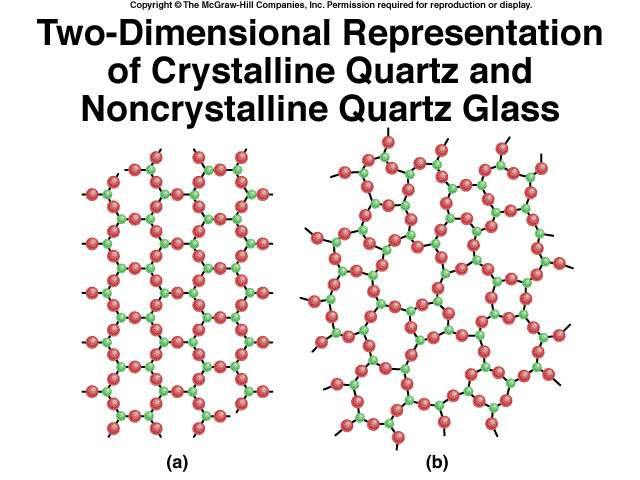 Copyright © The McGraw-Hill Companies, Inc. Permission required for reproduction or display.
Two-Dimensional Representation
of Crystalline Quartz and
Noncrystalline Quartz Glass
(a)
(b)